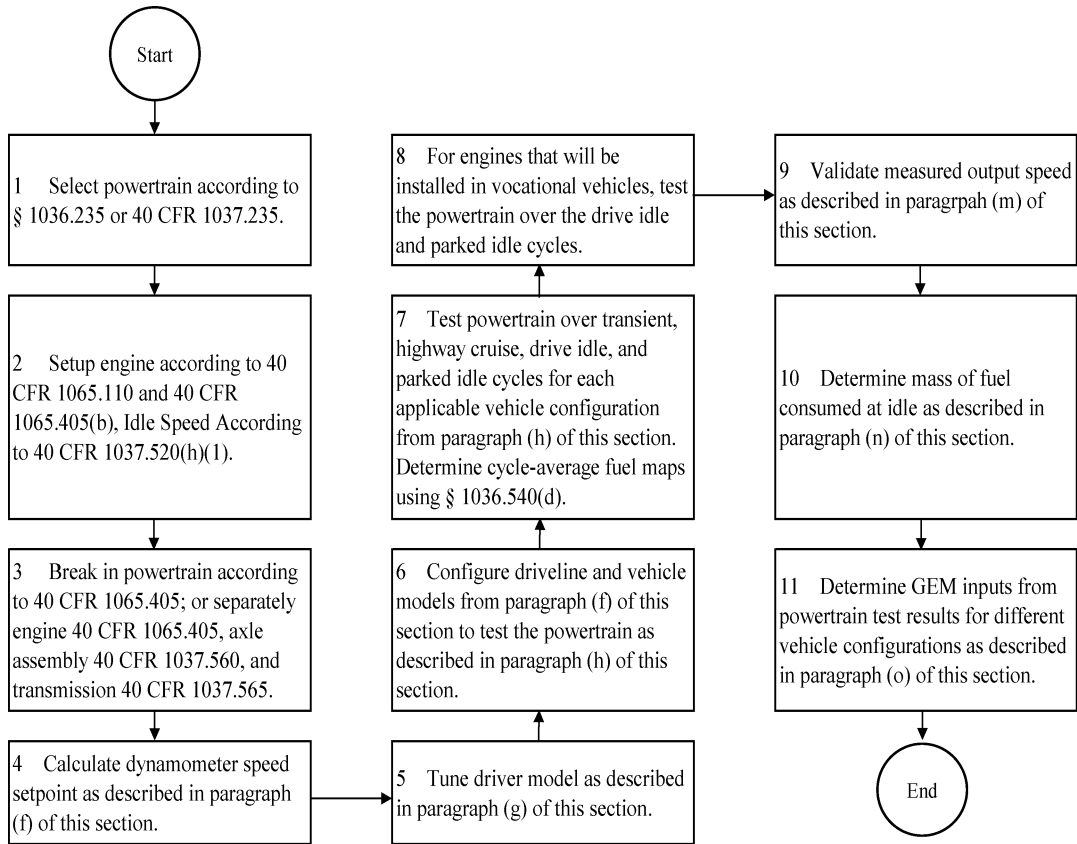 Start
1 Select powertrain according to
§ 1036.235 or 40 CFR 1037.235.
2 Setup engine according to 40
CFR 1065.110 and 40 CFR
1065.405(b), Idle Speed According
to 40 CFR 1037.520(h)(1).
3 Break in powertrain according
to 40 CFR 1065.405; or separately
engine 40 CFR 1065.405, axle
assembly 40 CFR 1037.560, and
transmission 40 CFR 1037.565.
4 Calculate dynamometer speed
setpoint as described in paragraph
(f) of this section.
5 Tune driver model as described
in paragraph (g) of this section.
6 Configure driveline and vehicle
models from paragraph (f) of this
section to test the powertrain as
described in paragraph (h) of this
section.
7 Test powertrain over transient,
highway cruise, drive idle, and
parked idle cycles for each
applicable vehicle configuration
from paragraph (h) of this section.
Determine cycle-average fuel maps
using § 1036.540(d).
8 For engines that will be
installed in vocational vehicles, test
the powertrain over the drive idle
and parked idle cycles.
9 Validate measured output speed
as described in paragrpah (m) of
this section.
10 Determine mass of fuel
consumed at idle as described in
paragraph (n) of this section.
11 Determine GEM inputs from
powertrain test results for different
vehicle configurations as described
in paragraph (o) of this section.
End